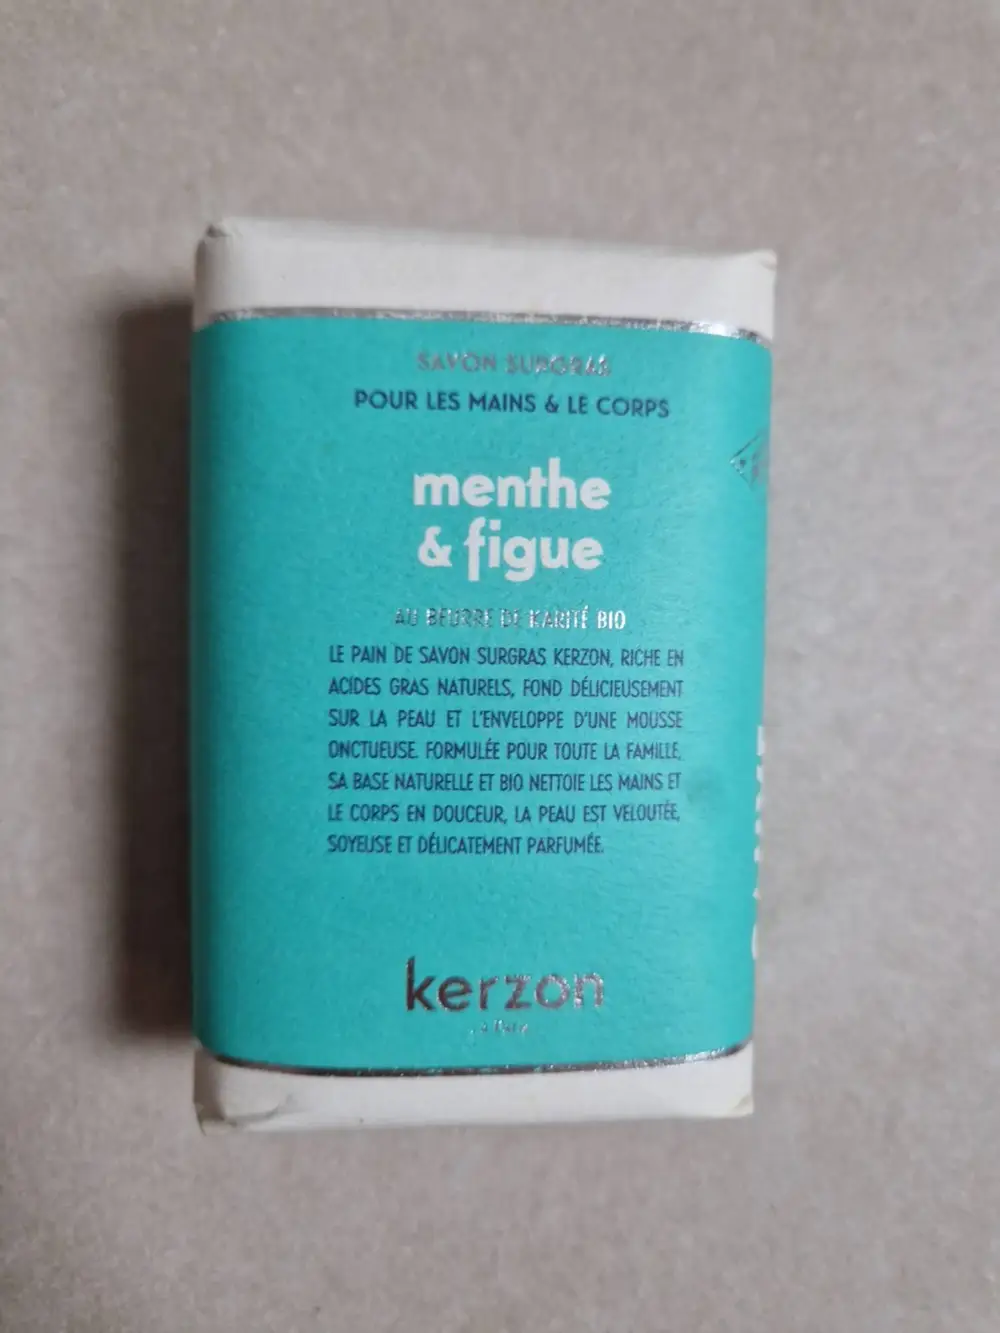 SAVON SURGRAS
POUR LES MAINS & LE CORPS
menthe
& figue
AU BEURRE DE KARITÉ BIO
LE PAIN DE SAVON SURGRAS KERZON, RICHE EN
ACIDES GRAS NATURELS, FOND DÉLICIEUSEMENT
SUR LA PEAU ET L'ENVELOPPE D'UNE MOUSSE
ONCTUEUSE. FORMULÉE POUR TOUTE LA FAMILLE,
SA BASE NATURELLE ET BIO NETTOIE LES MAINS ET
LE CORPS EN DOUCEUR, LA PEAU EST VELOUTÉE,
SOYEUSE ET DÉLICATEMENT PARFUMÉE.
kerzon